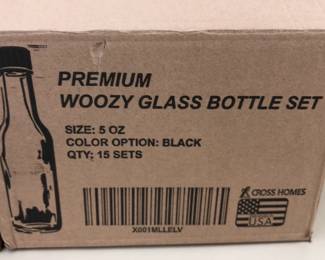 PREMIUM
WOOZY GLASS BOTTLE SET
SIZE: 5 OZ
COLOR OPTION: BLACK
QTY; 15 SETS
X001MLLELV
CROSS HOMES
USA